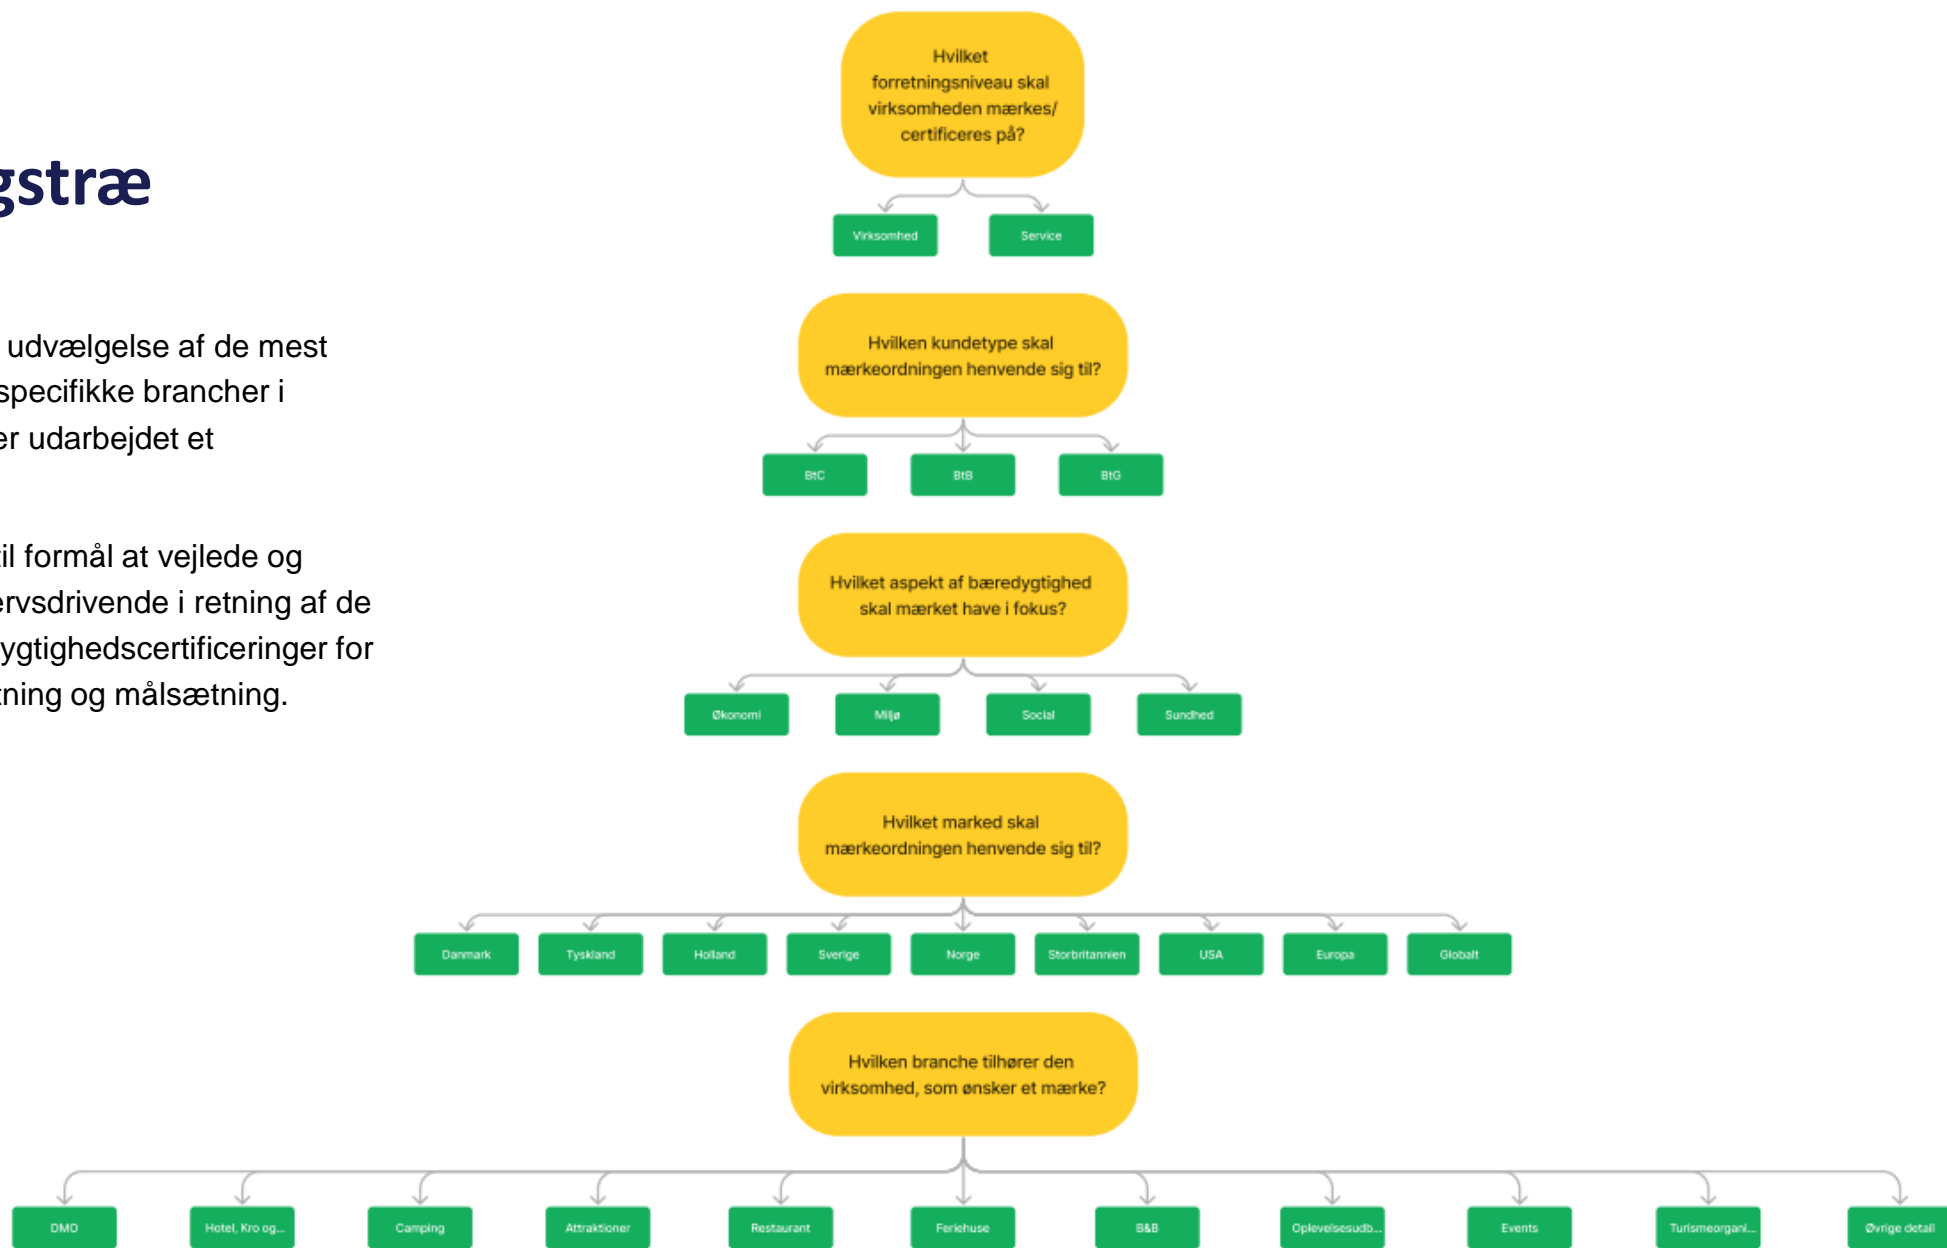 gstræ
udvælgelse af de mest
specifikke brancher i
er udarbejdet et
til formål at vejlede og
ervsdrivende i retning af de
ygtighedscertificeringer for
tning og målsætning.
Hvilket
forretningsniveau skal
virksomheden mærkes/
certificeres på?
Virksomhed
Service
Hvilken kundetype skal
mærkeordningen henvende sig til?
BtC
BtB
BtG
Hvilket aspekt af bæredygtighed
skal mærket have i fokus?
Økonomi
Miljø
Social
Sundhed
Hvilket marked skal
mærkeordningen henvende sig til?
Danmark
Tyskland
Holland
Sverige
Norge
Storbritannien
USA
Europa
Globalt
Hvilken branche tilhører den
virksomhed, som ønsker et mærke?
DMO
Hotel, Kro og...
Camping
Attraktioner
Restaurant
Feriehuse
B&B
Oplevelsesudb...
Events
Turismeorgani...
Øvrige detail